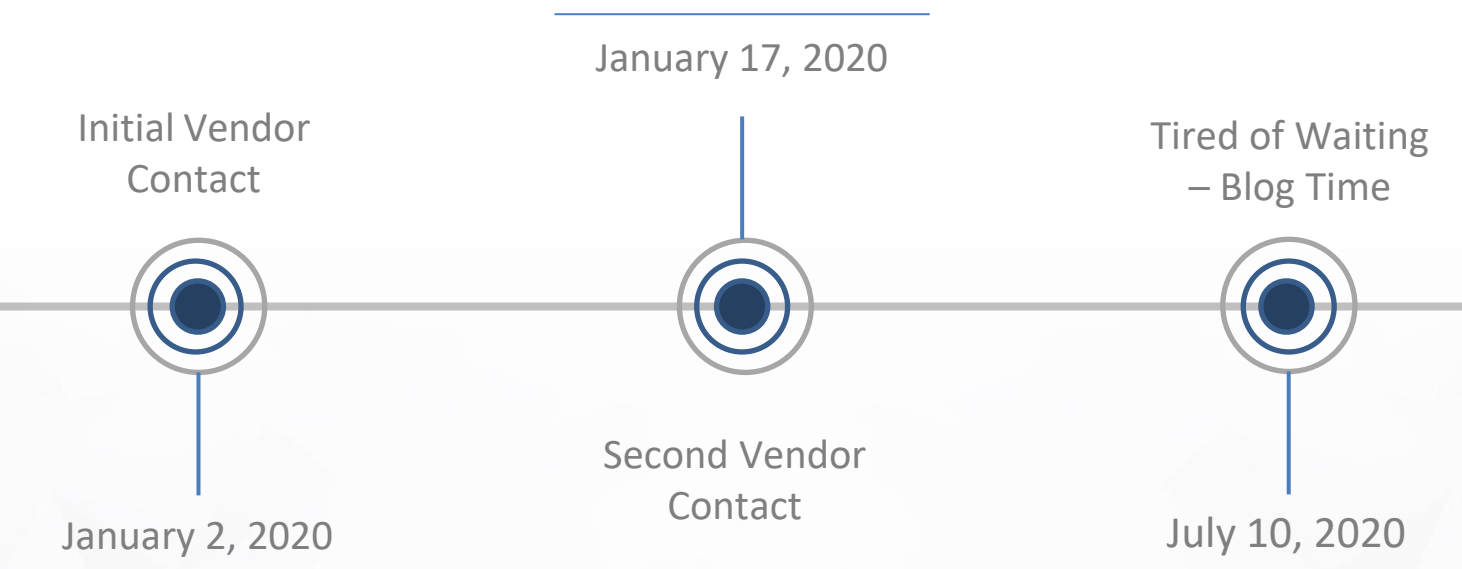 Initial Vendor
Contact
January 2, 2020
January 17, 2020
Second Vendor
Contact
Tired of Waiting
– Blog Time
July 10, 2020